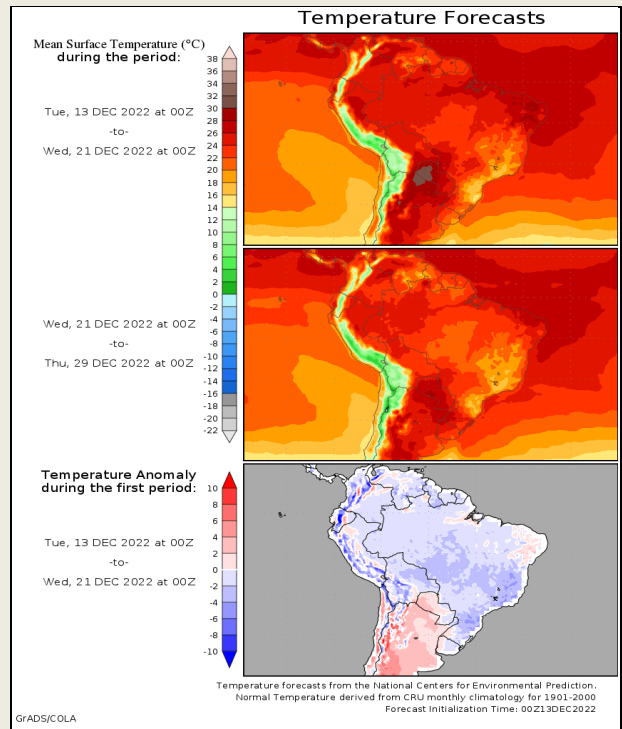 Temperature Forecasts
Mean Surface Temperature (°C)
during the period:
Tue, 13 DEC 2022 at 00Z
-to-
Wed, 21 DEC 2022 at 00Z
38
36
34
32
30
28
26
24
22
20
18
16
14
12
10
8
6
4
2
0
-2
-4
-6
-8
-10
-12
-14
-16
-18
-20
-22
Wed, 21 DEC 2022 at 00Z
-to-
Thu, 29 DEC 2022 at 00Z
Temperature Anomaly
during the first period:
Tue, 13 DEC 2022 at 00Z
-to-
Wed, 21 DEC 2022 at 00Z
10
8
6
4
2
0
-2
-4
-6
-8
-10
Temperature forecasts from the National Centers for Environmental Prediction.
Normal Temperature derived from CRU monthly climatology for 1901-2000
Forecast Initialization Time: 00Z13DEC2022
GrADS/COLA